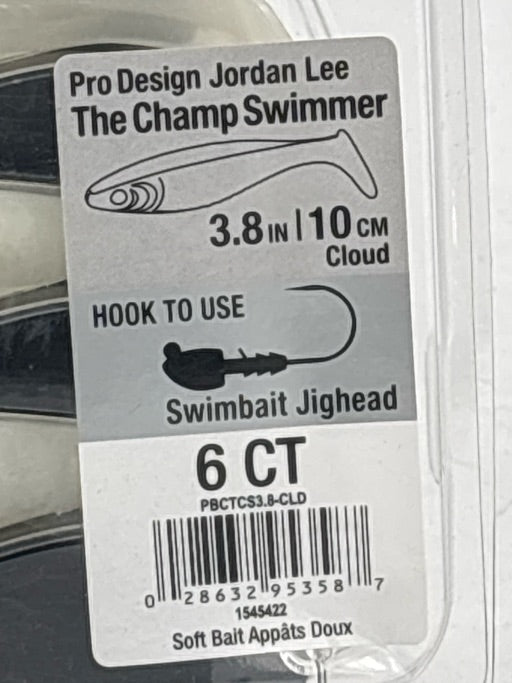 Pro Design Jordan Lee
The Champ Swimmer
3.8 IN | 10 CM
Cloud
HOOK TO USE
Swimbait Jighead
6 CT
PBCTCS3.8-CLD
0 28632 95358 7
1545422
Soft Bait Appâts Doux